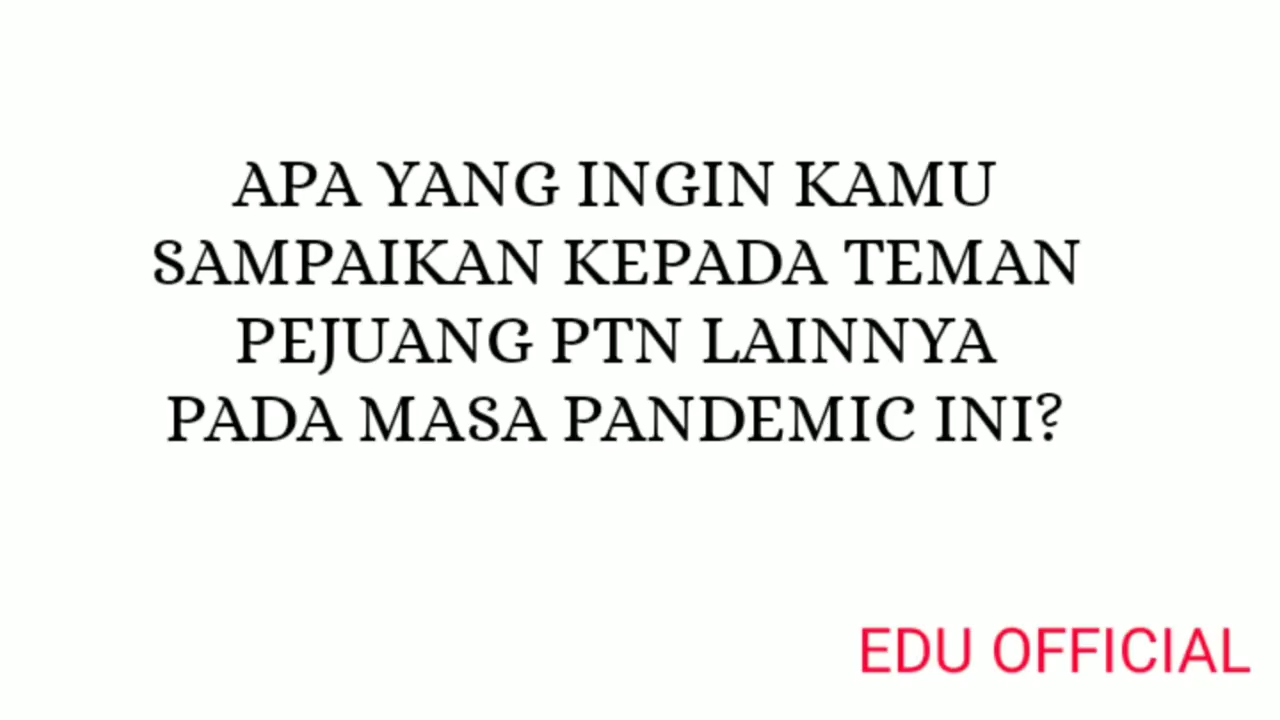 APA YANG INGIN KAMU
SAMPAIKAN KEPADA TEMAN
PEJUANG PTN LAINNYA
PADA MASA PANDEMIC INI?
EDU OFFICIAL